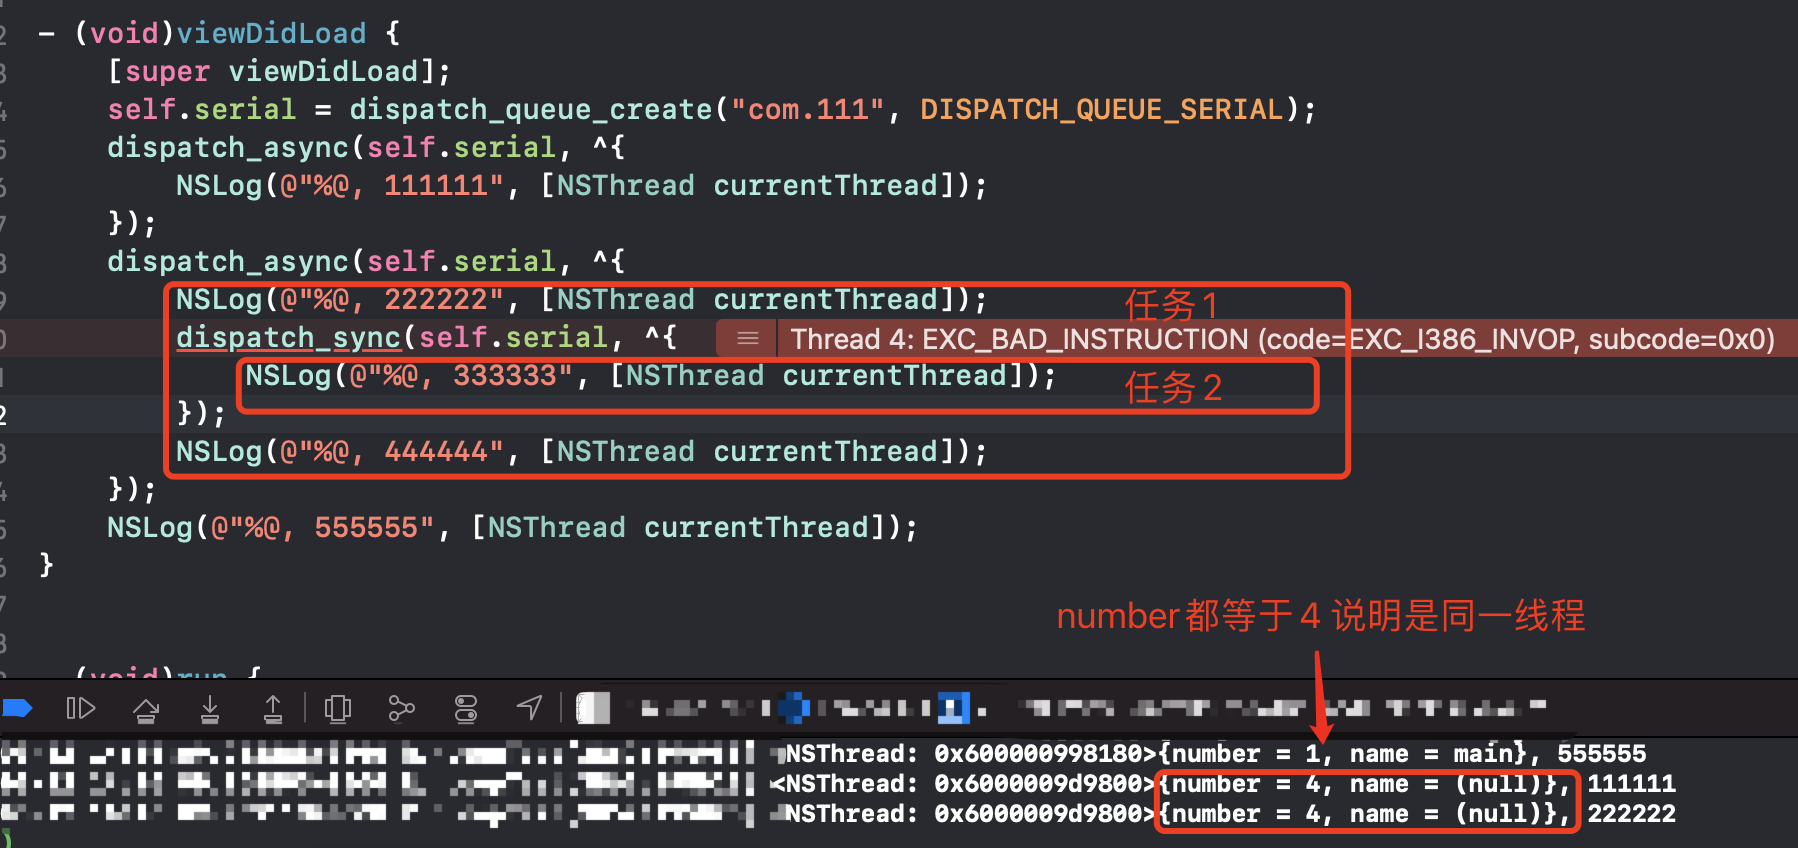 - (void)viewDidLoad {
[super viewDidLoad];
self.serial = dispatch_queue_create("com.111", DISPATCH_QUEUE_SERIAL);
dispatch_async(self.serial, ^{
NSLog(@"%@, 111111", [NSThread currentThread]);
});
dispatch_async(self.serial, ^{
NSLog(@"%@, 222222", [NSThread currentThread]);
任务1
dispatch_sync(self.serial, ^{
Thread 4: EXC_BAD_INSTRUCTION (code=EXC_I386_INVOP, subcode=0x0)
NSLog(@"%@, 333333", [NSThread currentThread]);
任务2
});
NSLog(@"%@, 444444", [NSThread currentThread]);
});
NSLog(@"%@, 555555", [NSThread currentThread]);
}
number都等于4 说明是同一线程
(void)run {
NSThread: 0x600000998180>{number = 1, name = main}, 555555
<NSThread: 0x6000009d9800>{number = 4, name = (null)}, 111111
NSThread: 0x6000009d9800>{number = 4, name = (null)}, 222222